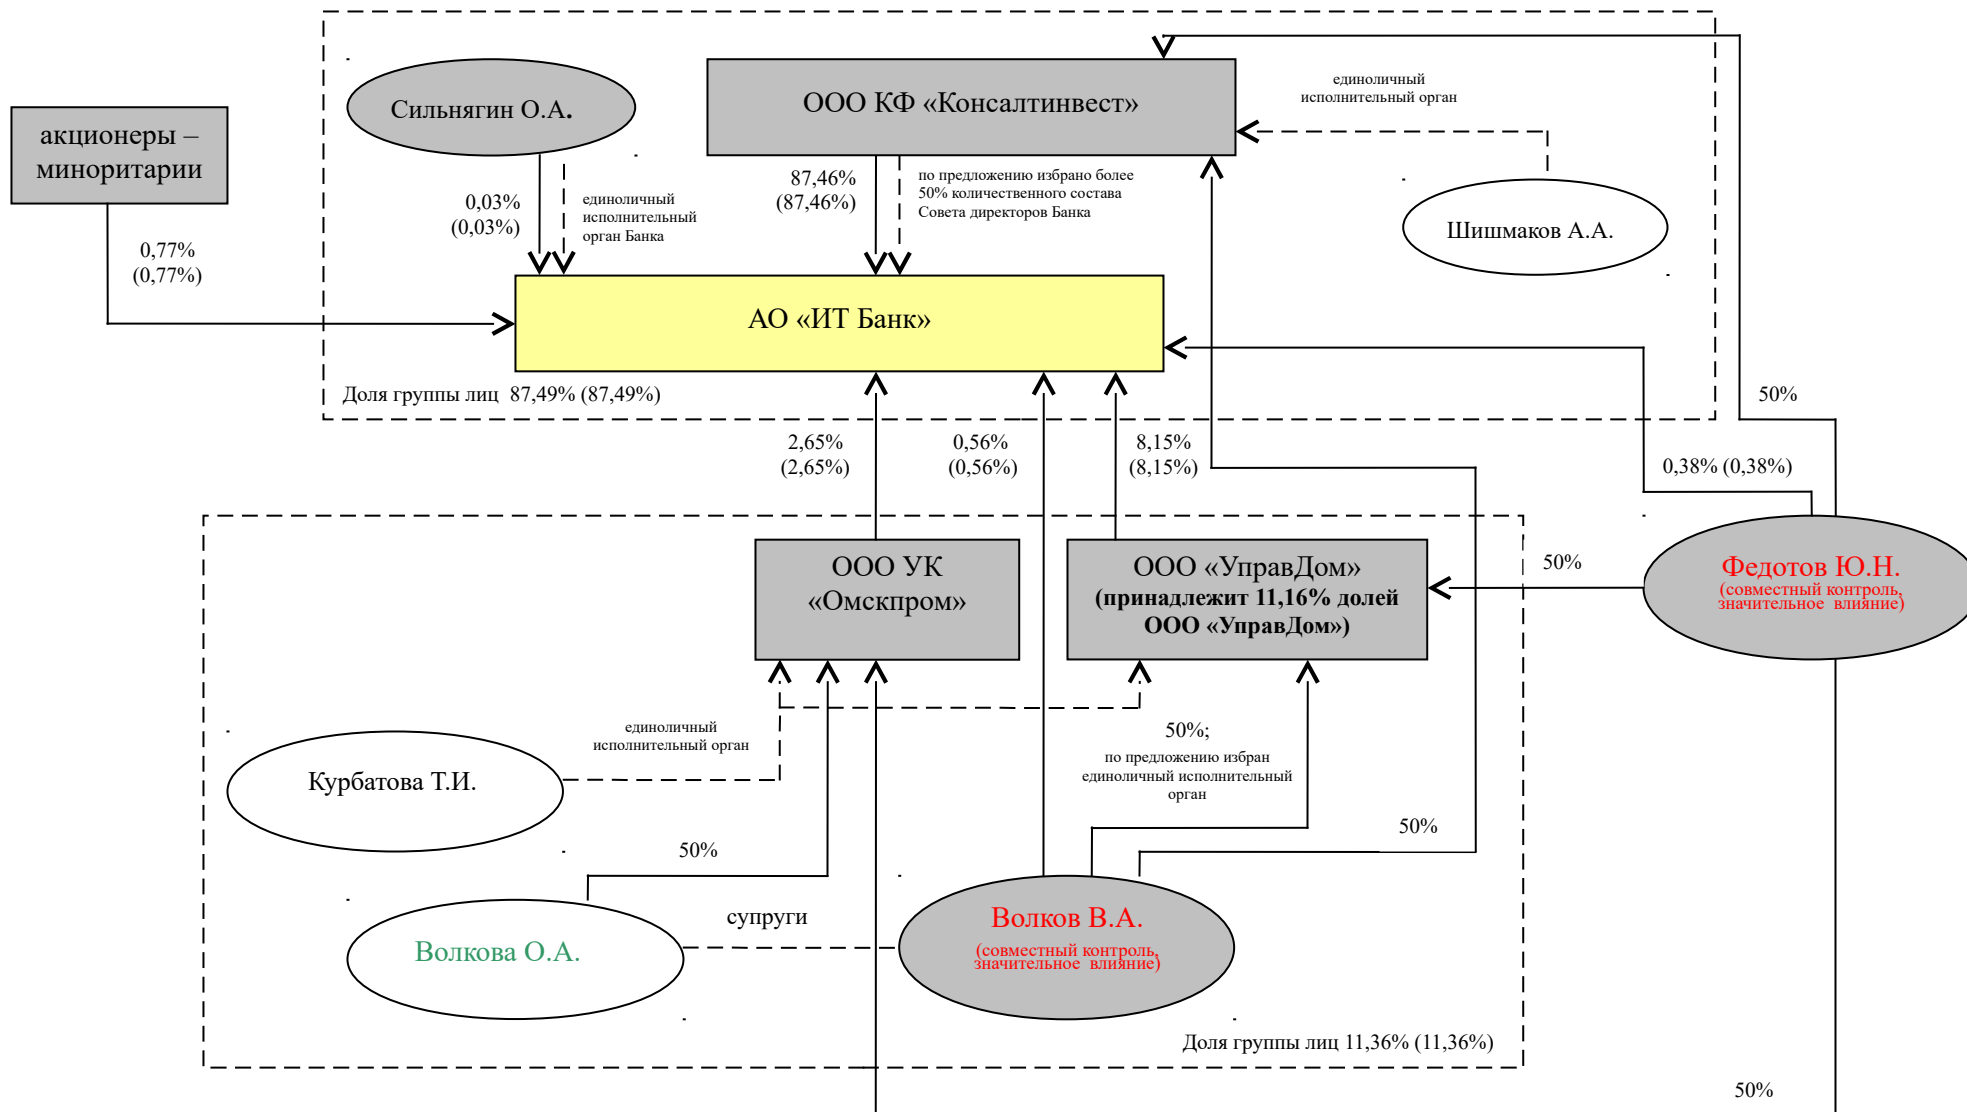 единоличный
исполнительный орган
Сильнягин О.А.
ООО КФ «Консалтинвест»
акционеры –
миноритарии
0,03%
(0,03%)
единоличный
исполнительный
орган Банка
87,46%
(87,46%)
по предложению избрано более
50% количественного состава
Совета директоров Банка
Шишмаков А.А.
0,77%
(0,77%)
АО «ИТ Банк»
Доля группы лиц 87,49% (87,49%)
50%
2,65%
(2,65%)
0,56%
(0,56%)
8,15%
(8,15%)
0,38% (0,38%)
ООО УК
«Омскпром»
ООО «УправДом»
(принадлежит 11,16% долей
ООО «УправДом»)
50%
Федотов Ю.Н.
(совместный контроль,
значительное влияние)
единоличный
исполнительный орган
50%;
по предложению избран
единоличный исполнительный
орган
Курбатова Т.И.
50%
50%
супруги
Волкова О.А.
Волков В.А.
(совместный контроль,
значительное влияние)
Доля группы лиц 11,36% (11,36%)
50%